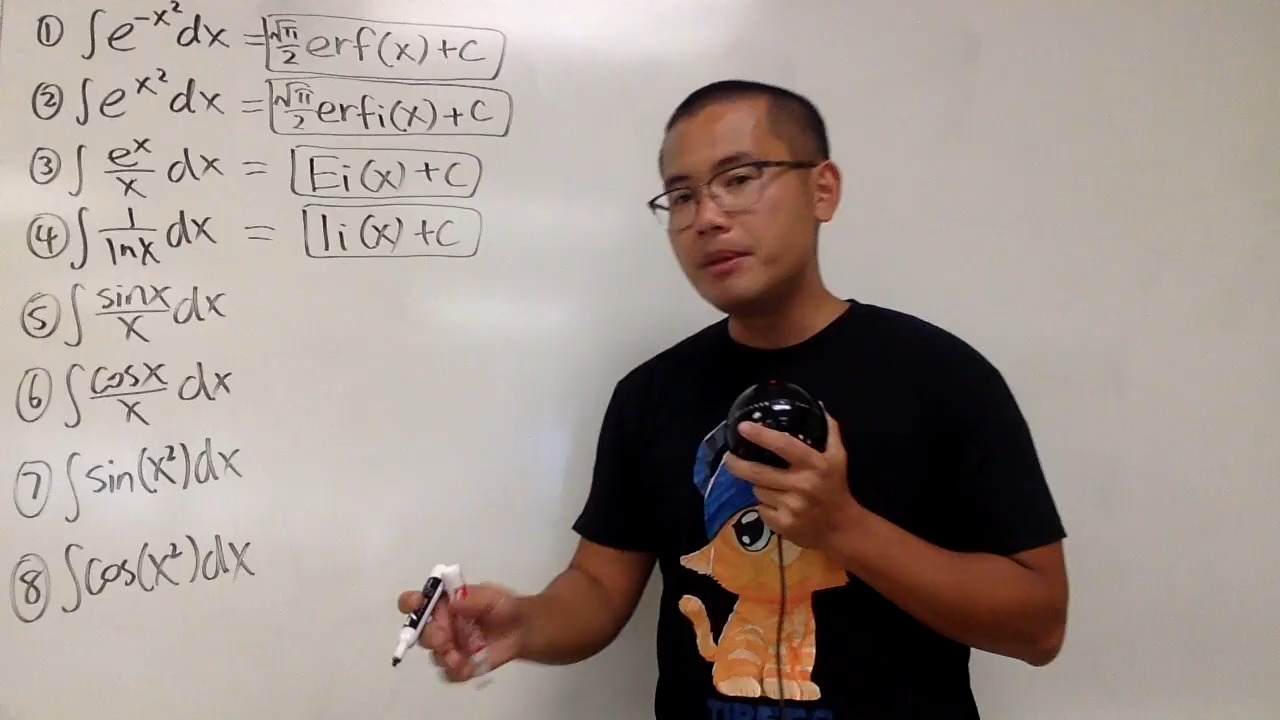 ① ∫e^{-x²}dx = √π/2 erf(x)+C
② ∫e^{x²}dx = √π/2 erfi(x)+C
③ ∫ e^x/x dx = Ei(x)+C
④ ∫ 1/lnx dx = li(x)+C
⑤ ∫ sinx/x dx
⑥ ∫ cosx/x dx
⑦ ∫sin(x²)dx
⑧ ∫cos(x²)dx